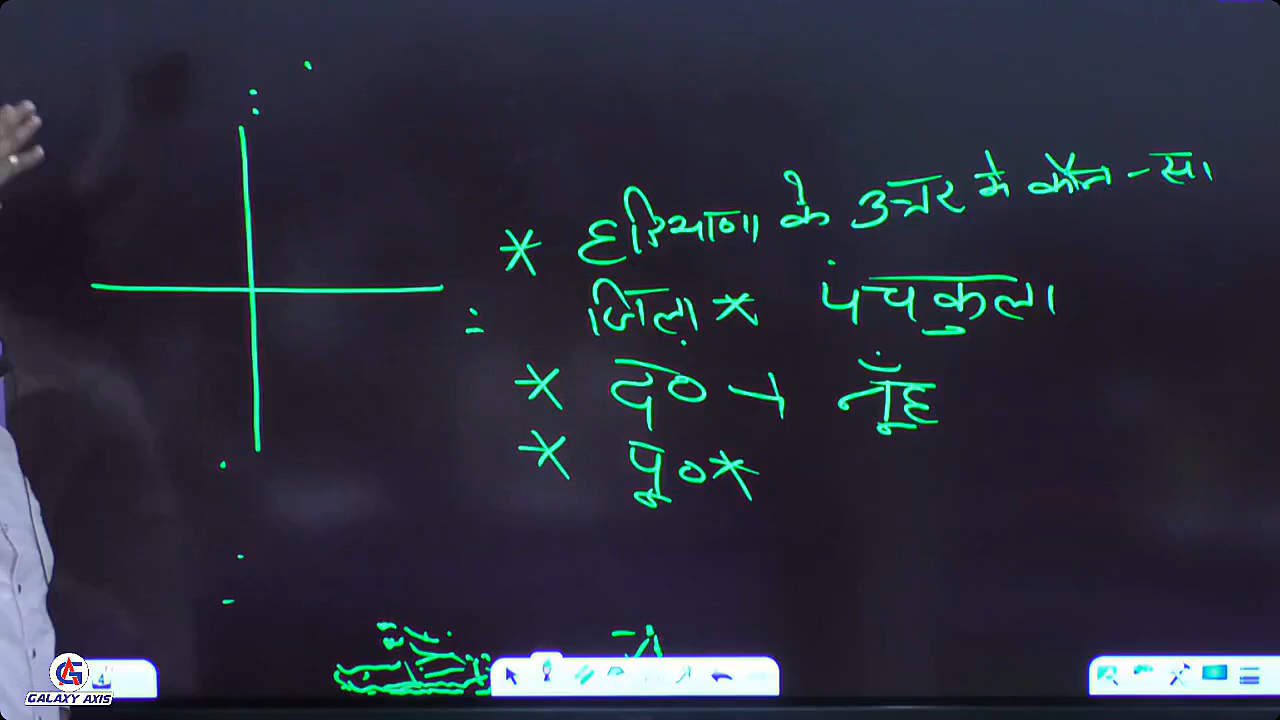 * हरियाणा के उत्तर मे कौन - सा
जिला * पंचकुला
* द० → नूँह
* पू० *
GALAXY AXIS